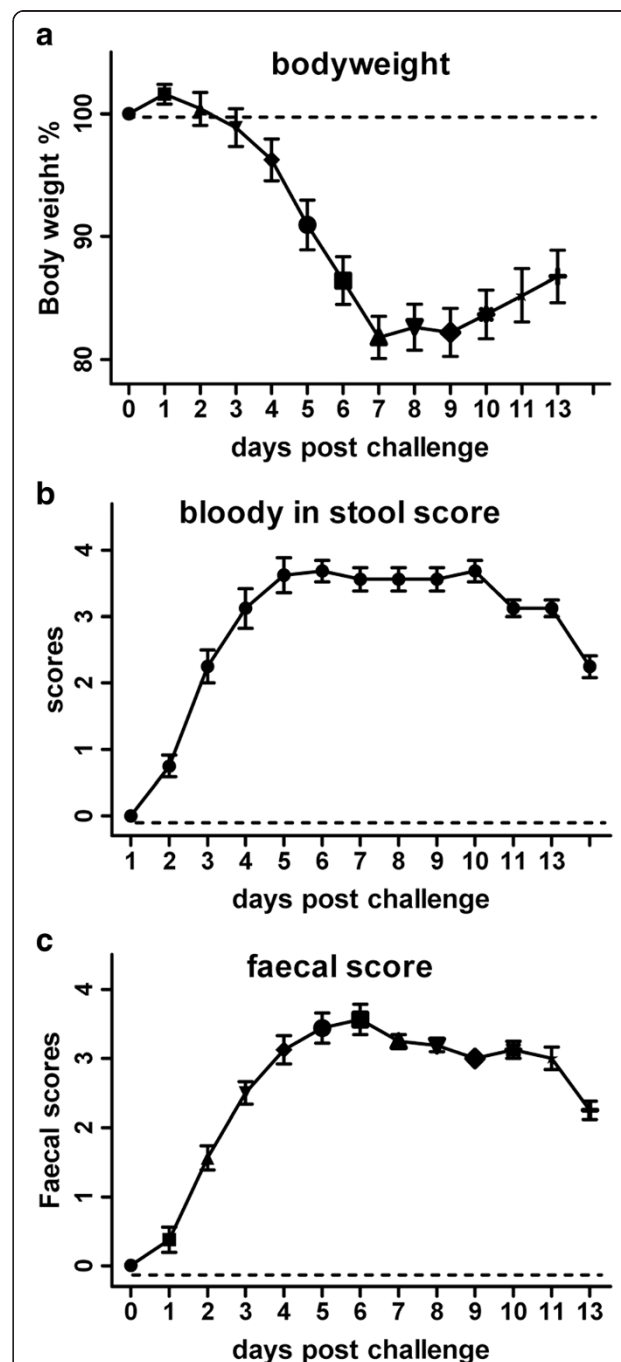 a
bodyweight
Body weight %
100
90
80
0 1 2 3 4 5 6 7 8 9 10 11 13
days post challenge
b
bloody in stool score
scores
4
3
2
1
0
1 2 3 4 5 6 7 8 9 10 11 13
days post challenge
c
faecal score
Faecal scores
4
3
2
1
0
0 1 2 3 4 5 6 7 8 9 10 11 13
days post challenge